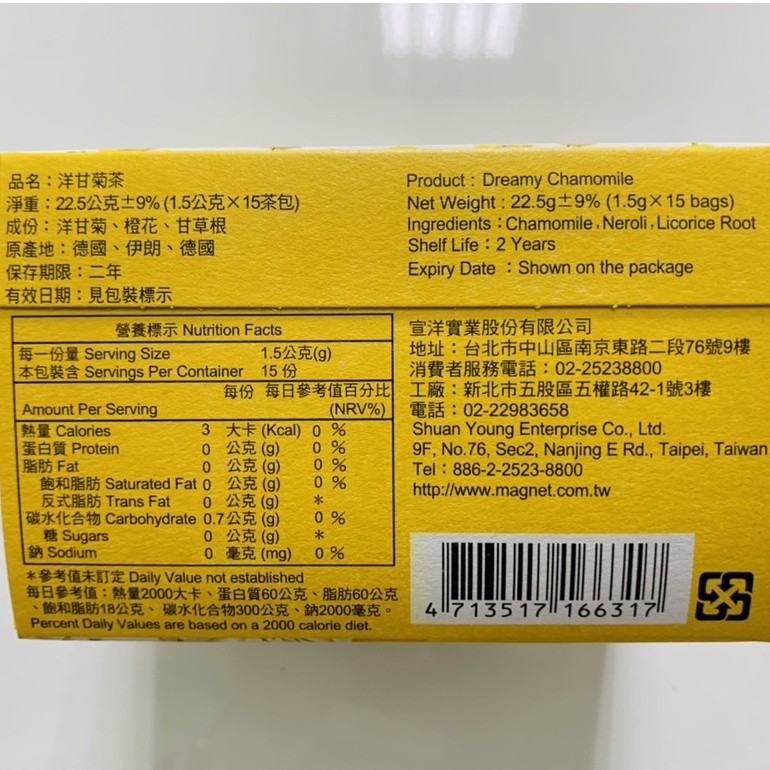 品名：洋甘菊茶
淨重：22.5公克±9% (1.5公克×15茶包)
成份：洋甘菊、橙花、甘草根
原產地：德國、伊朗、德國
保存期限：二年
有效日期：見包裝標示
Product : Dreamy Chamomile
Net Weight : 22.5g±9% (1.5g×15 bags)
Ingredients：Chamomile、Neroli、Licorice Root
Shelf Life：2 Years
Expiry Date ：Shown on the package
營養標示 Nutrition Facts
每一份量 Serving Size 1.5公克(g)
本包裝含 Servings Per Container 15 份
每份 每日參考值百分比
Amount Per Serving (NRV%)
熱量 Calories 3 大卡 (Kcal) 0 %
蛋白質 Protein 0 公克 (g) 0 %
脂肪 Fat 0 公克 (g) 0 %
飽和脂肪 Saturated Fat 0 公克 (g) 0 %
反式脂肪 Trans Fat 0 公克 (g) *
碳水化合物 Carbohydrate 0.7 公克 (g) 0 %
糖 Sugars 0 公克 (g) *
鈉 Sodium 0 毫克 (mg) 0 %
*參考值未訂定 Daily Value not established
每日參考值：熱量2000大卡、蛋白質60公克、脂肪60公克
、飽和脂肪18公克、碳水化合物300公克、鈉2000毫克。
Percent Daily Values are based on a 2000 calorie diet.
宣洋實業股份有限公司
地址：台北市中山區南京東路二段76號9樓
消費者服務電話：02-25238800
工廠：新北市五股區五權路42-1號3樓
電話：02-22983658
Shuan Young Enterprise Co., Ltd.
9F, No.76, Sec2, Nanjing E Rd., Taipei, Taiwan
Tel：886-2-2523-8800
http://www.magnet.com.tw
4 713517 166317